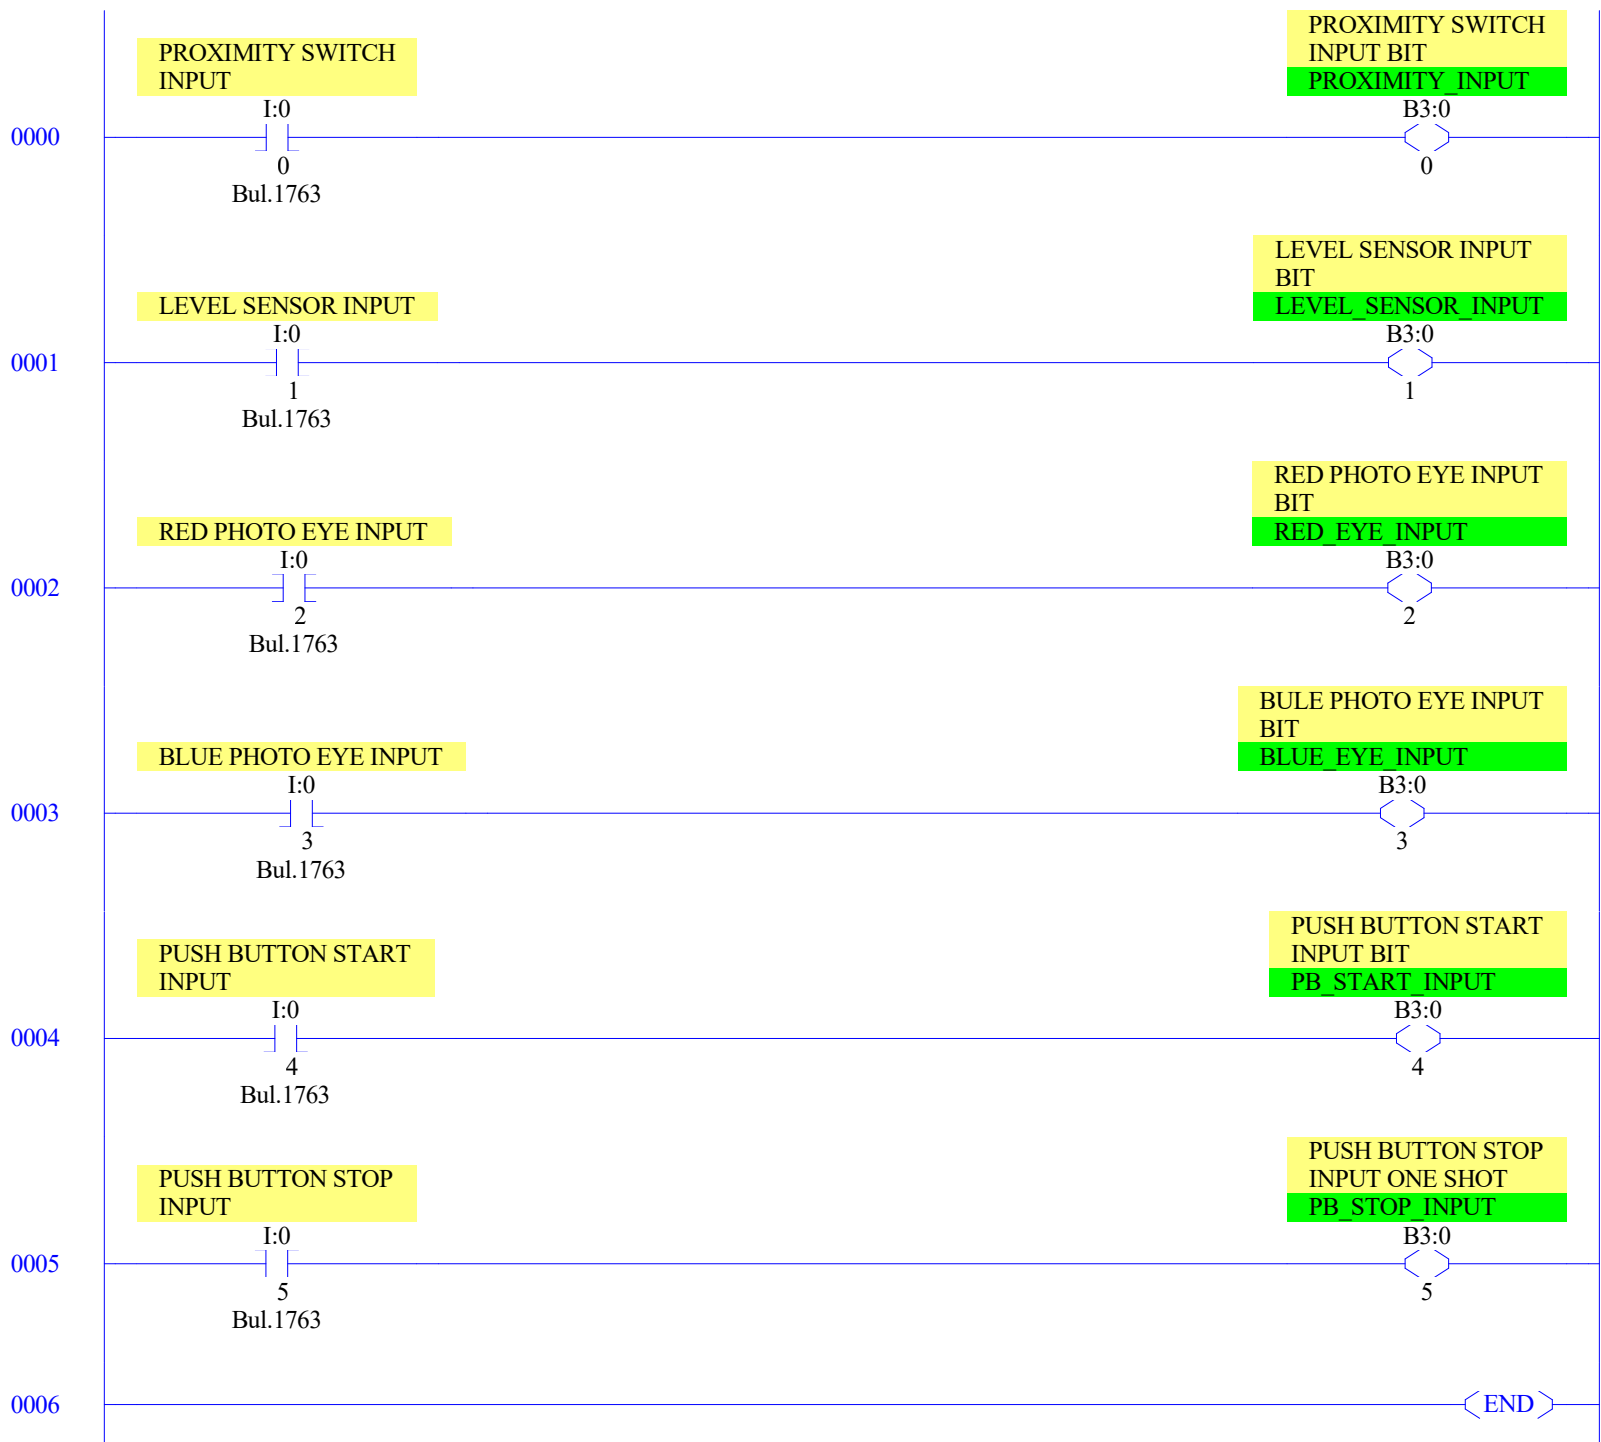 PROXIMITY SWITCH
INPUT
I:0
0
Bul.1763
PROXIMITY SWITCH
INPUT BIT
PROXIMITY_INPUT
B3:0
0
0000
LEVEL SENSOR INPUT
I:0
1
Bul.1763
LEVEL SENSOR INPUT
BIT
LEVEL_SENSOR_INPUT
B3:0
1
0001
RED PHOTO EYE INPUT
I:0
2
Bul.1763
RED PHOTO EYE INPUT
BIT
RED_EYE_INPUT
B3:0
2
0002
BLUE PHOTO EYE INPUT
I:0
3
Bul.1763
BULE PHOTO EYE INPUT
BIT
BLUE_EYE_INPUT
B3:0
3
0003
PUSH BUTTON START
INPUT
I:0
4
Bul.1763
PUSH BUTTON START
INPUT BIT
PB_START_INPUT
B3:0
4
0004
PUSH BUTTON STOP
INPUT
I:0
5
Bul.1763
PUSH BUTTON STOP
INPUT ONE SHOT
PB_STOP_INPUT
B3:0
5
0005
0006
END